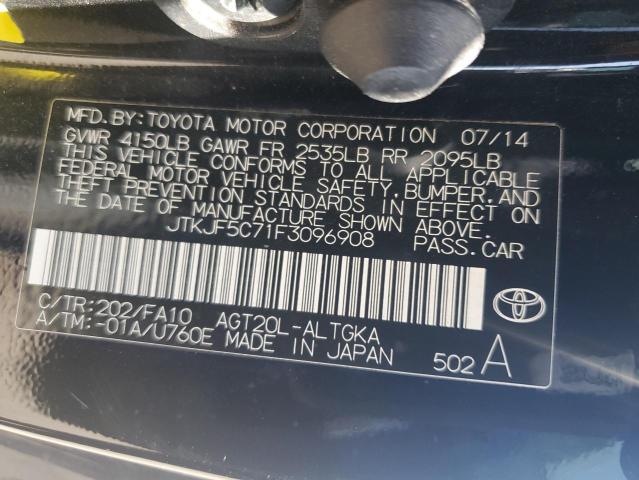 MFD.BY: TOYOTA MOTOR CORPORATION 07/14
GVWR 4150LB GAWR FR 2535LB RR 2095LB
THIS VEHICLE CONFORMS TO ALL APPLICABLE
FEDERAL MOTOR VEHICLE SAFETY, BUMPER, AND
THEFT PREVENTION STANDARDS IN EFFECT ON
THE DATE OF MANUFACTURE SHOWN ABOVE.
JTKJF5C71F3096908 PASS.CAR
C/TR:202/FA10 AGT20L-ALTGKA
A/TM:-01A/U760E MADE IN JAPAN 502 A